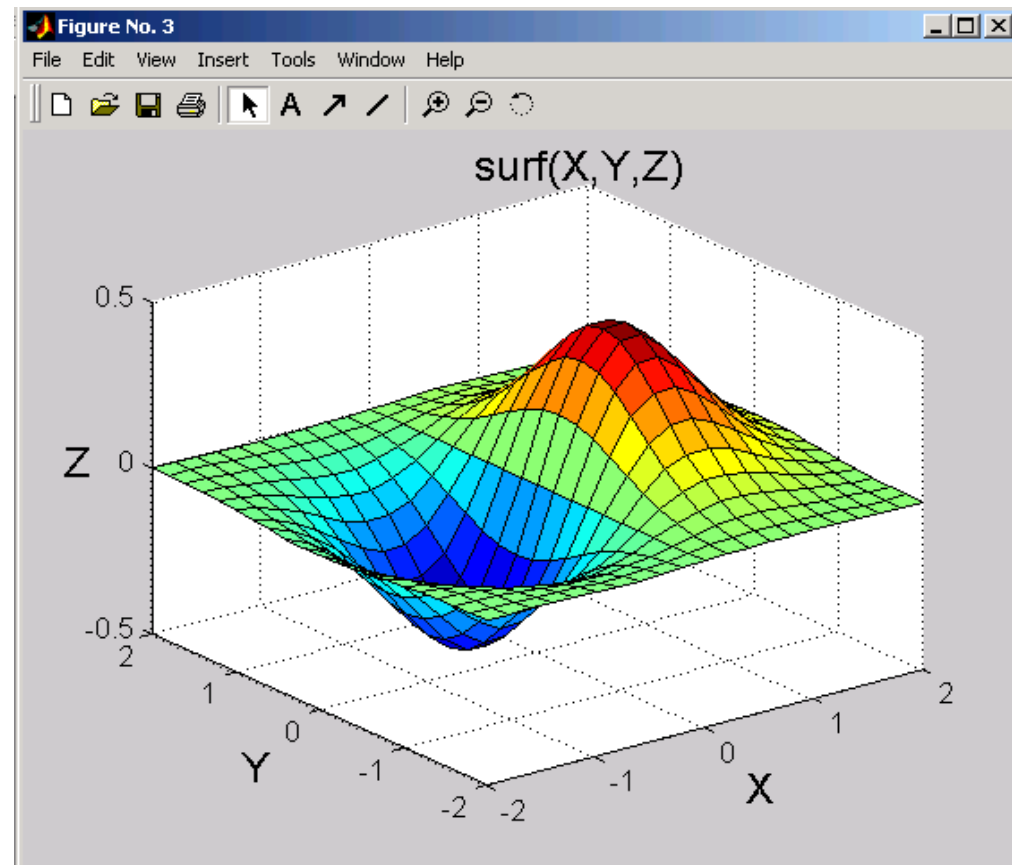 Figure No. 3
File Edit View Insert Tools Window Help
A
surf(X,Y,Z)
0.5
Z 0
-0.5
2
1
0
-1
-2
Y
-2
-1
0
1
2
X